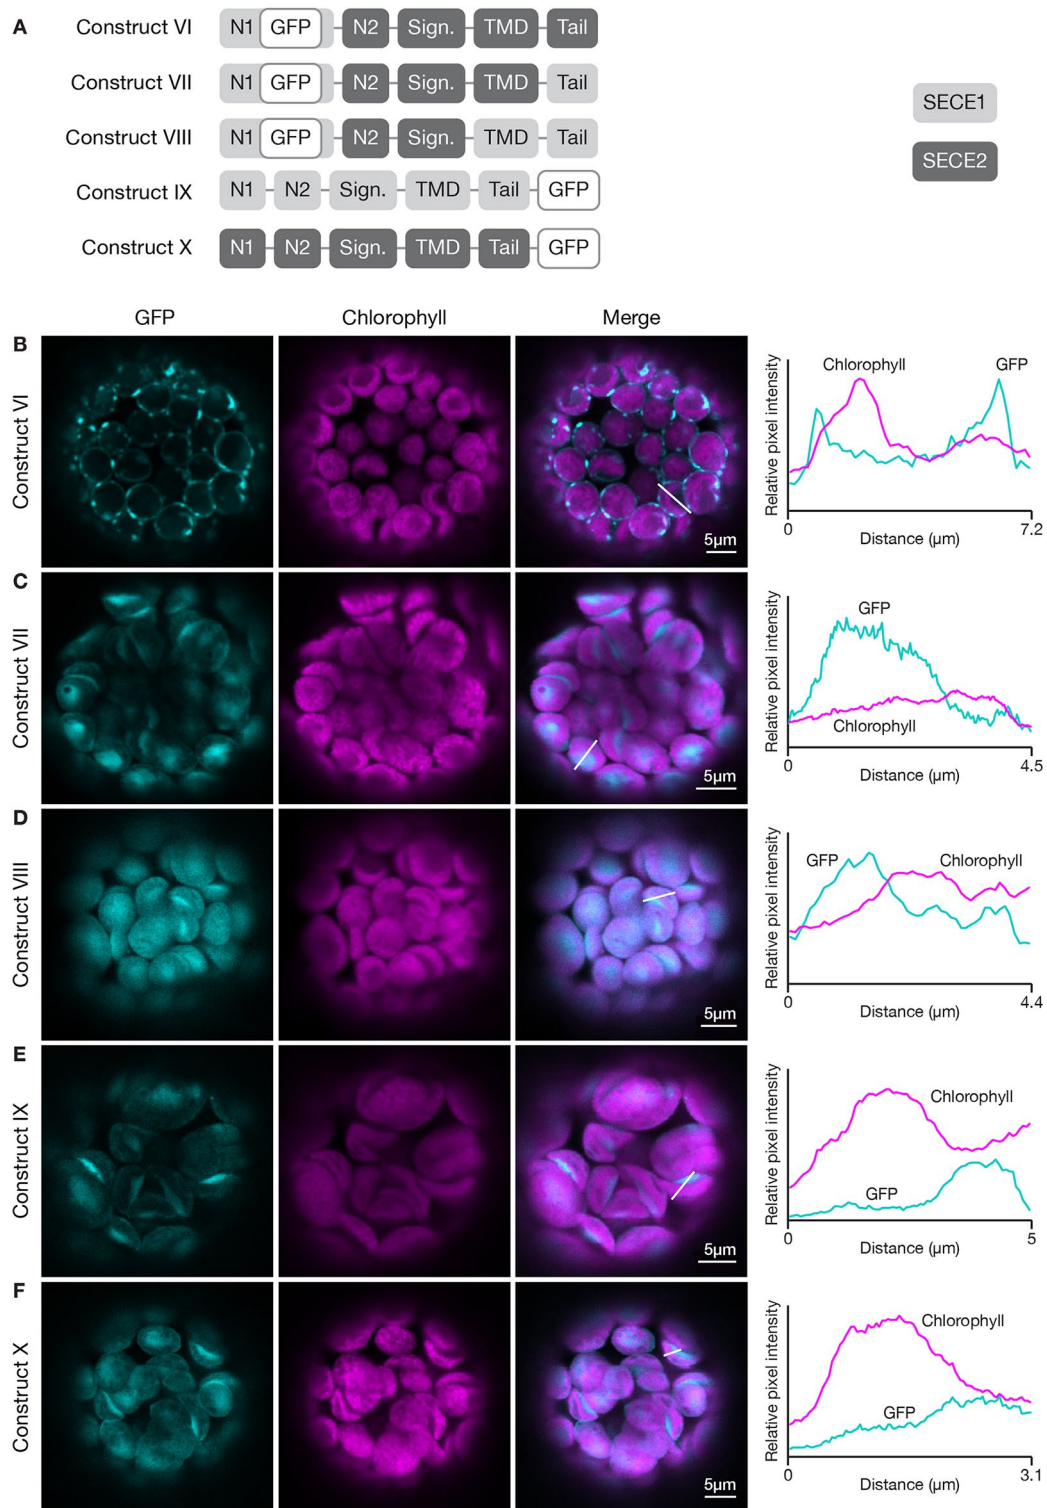 A
Construct VI N1 GFP N2 Sign. TMD Tail
Construct VII N1 GFP N2 Sign. TMD Tail
Construct VIII N1 GFP N2 Sign. TMD Tail
Construct IX N1 N2 Sign. TMD Tail GFP
Construct X N1 N2 Sign. TMD Tail GFP
SECE1
SECE2
GFP Chlorophyll Merge
B
Construct VI
5µm
Relative pixel intensity
Chlorophyll
GFP
0 7.2
Distance (µm)
C
Construct VII
5µm
Relative pixel intensity
GFP
Chlorophyll
0 4.5
Distance (µm)
D
Construct VIII
5µm
Relative pixel intensity
GFP
Chlorophyll
0 4.4
Distance (µm)
E
Construct IX
5µm
Relative pixel intensity
Chlorophyll
GFP
0 5
Distance (µm)
F
Construct X
5µm
Relative pixel intensity
Chlorophyll
GFP
0 3.1
Distance (µm)